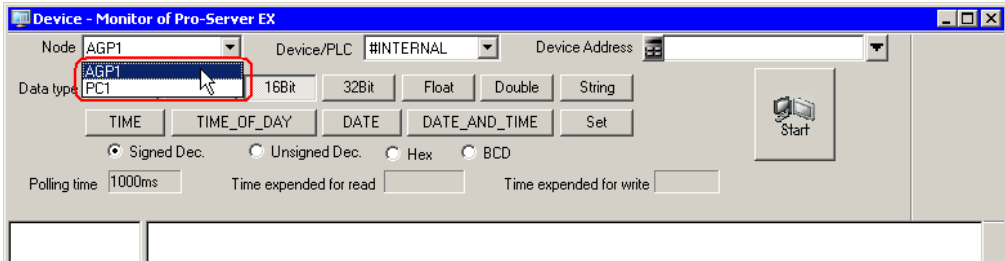 Device - Monitor of Pro-Server EX
Node AGP1 Device/PLC #INTERNAL Device Address
AGP1
PC1
Data type 16Bit 32Bit Float Double String
TIME TIME_OF_DAY DATE DATE_AND_TIME Set
Start
Signed Dec. Unsigned Dec. Hex BCD
Polling time 1000ms Time expended for read Time expended for write